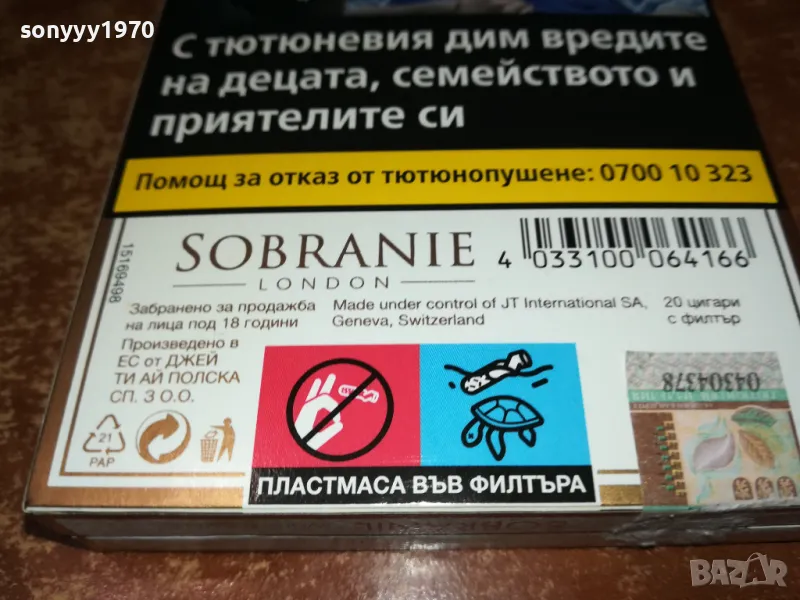 sonyyy1970
С тютюневия дим вредите
на децата, семейството и
приятелите си
Помощ за отказ от тютюнопушене: 0700 10 323
15169498
SOBRANIE
LONDON
4 033100 064166
Забранено за продажба
на лица под 18 години
Made under control of JT International SA,
Geneva, Switzerland
20 цигари
с филтър
Произведено в
ЕС от ДЖЕЙ
ТИ АЙ ПОЛСКА
СП. З О.О.
21
PAP
ПЛАСТМАСА ВЪВ ФИЛТЪРА
04304378
BAZAR